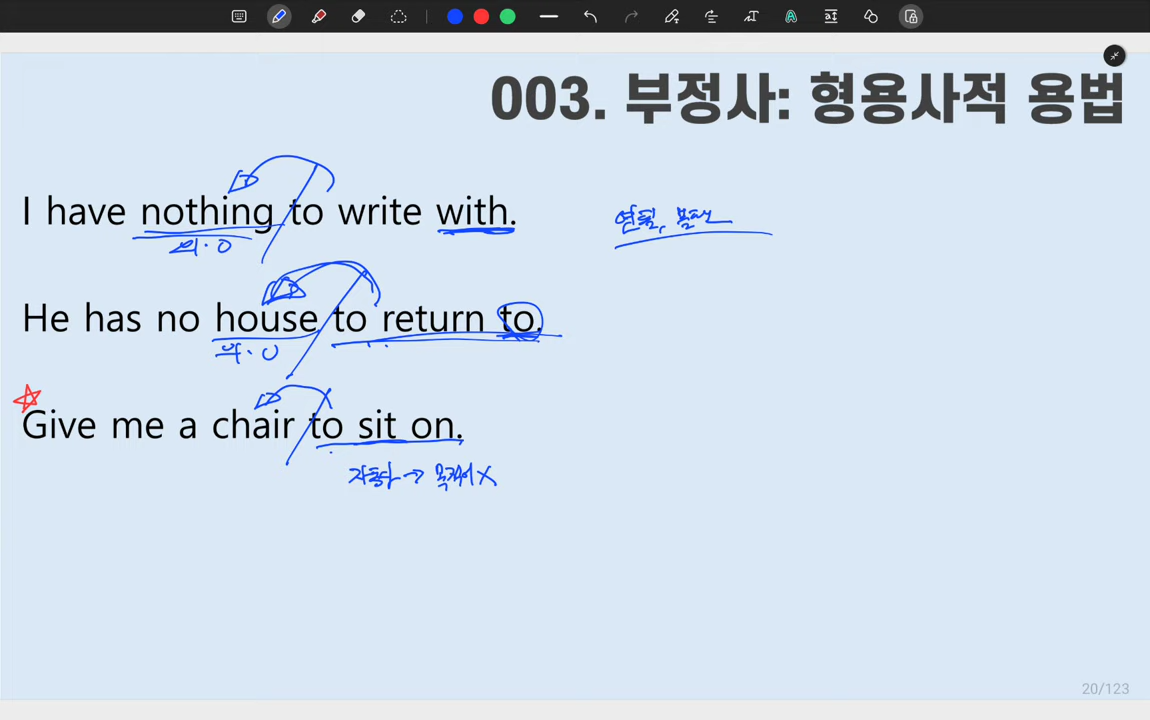 003. 부정사: 형용사적 용법
I have nothing to write with.
의·O
연필, 볼펜
He has no house to return to.
의·O
Give me a chair to sit on.
자동사 → 목적어 X
20/123